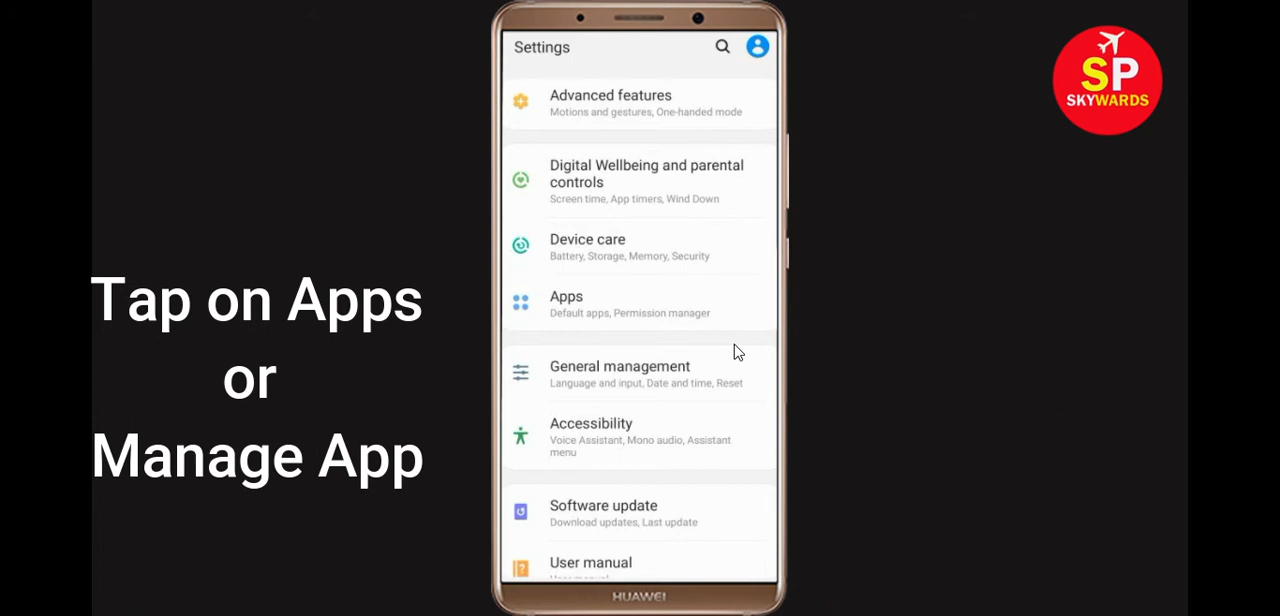 Settings
Advanced features
Motions and gestures, One-handed mode
Digital Wellbeing and parental
controls
Screen time, App timers, Wind Down
Device care
Battery, Storage, Memory, Security
Apps
Default apps, Permission manager
General management
Language and input, Date and time, Reset
Accessibility
Voice Assistant, Mono audio, Assistant
menu
Software update
Download updates, Last update
User manual
User manual
HUAWEI
Tap on Apps
or
Manage App
SP
SKYWARDS